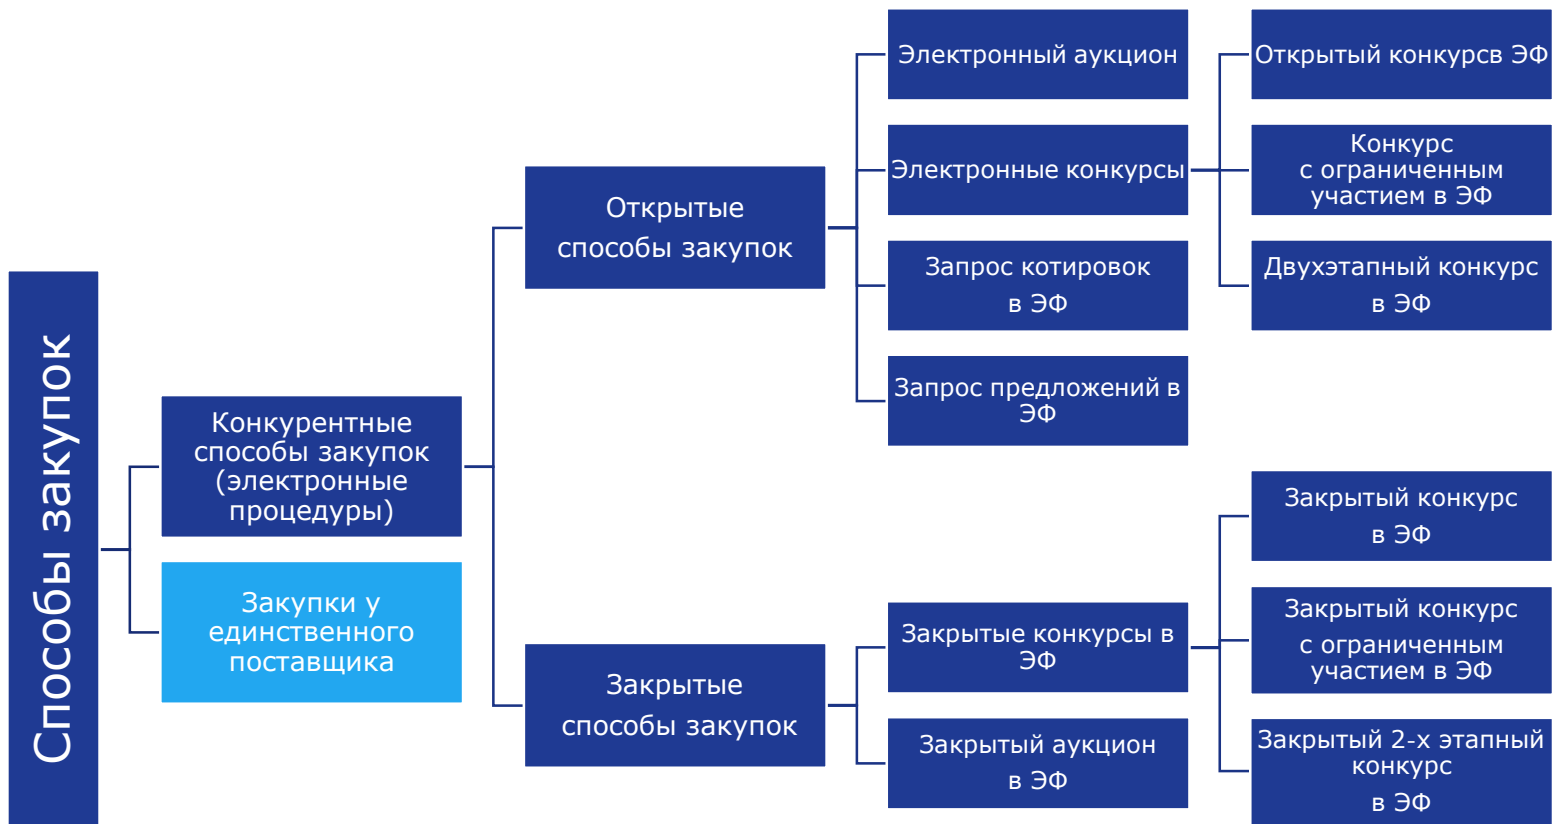 Способы закупок
Конкурентные
способы закупок
(электронные
процедуры)
Закупки у
единственного
поставщика
Открытые
способы закупок
Закрытые
способы закупок
Электронный аукцион
Электронные конкурсы
Запрос котировок
в ЭФ
Запрос предложений в
ЭФ
Закрытые конкурсы в
ЭФ
Закрытый аукцион
в ЭФ
Открытый конкурсв ЭФ
Конкурс
с ограниченным
участием в ЭФ
Двухэтапный конкурс
в ЭФ
Закрытый конкурс
в ЭФ
Закрытый конкурс
с ограниченным
участием в ЭФ
Закрытый 2-х этапный
конкурс
в ЭФ